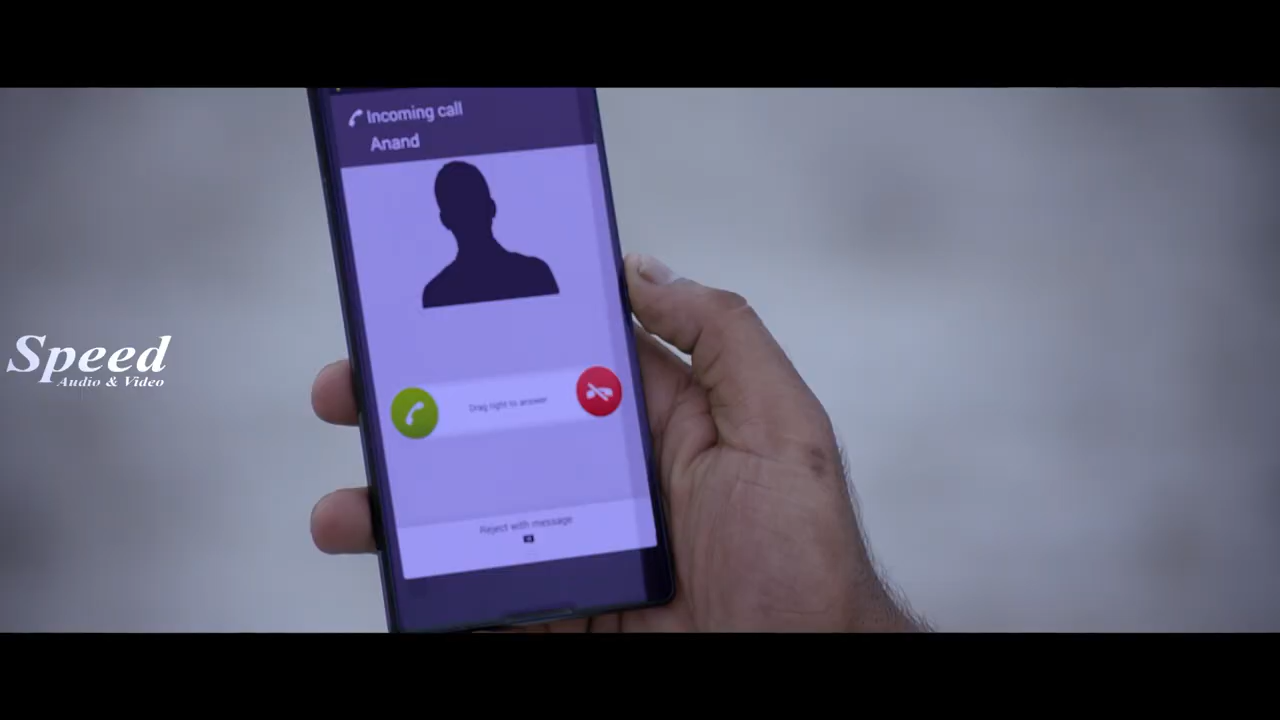 Incoming call
Anand
Speed
Audio & Video
Drag right to answer
Reject with message